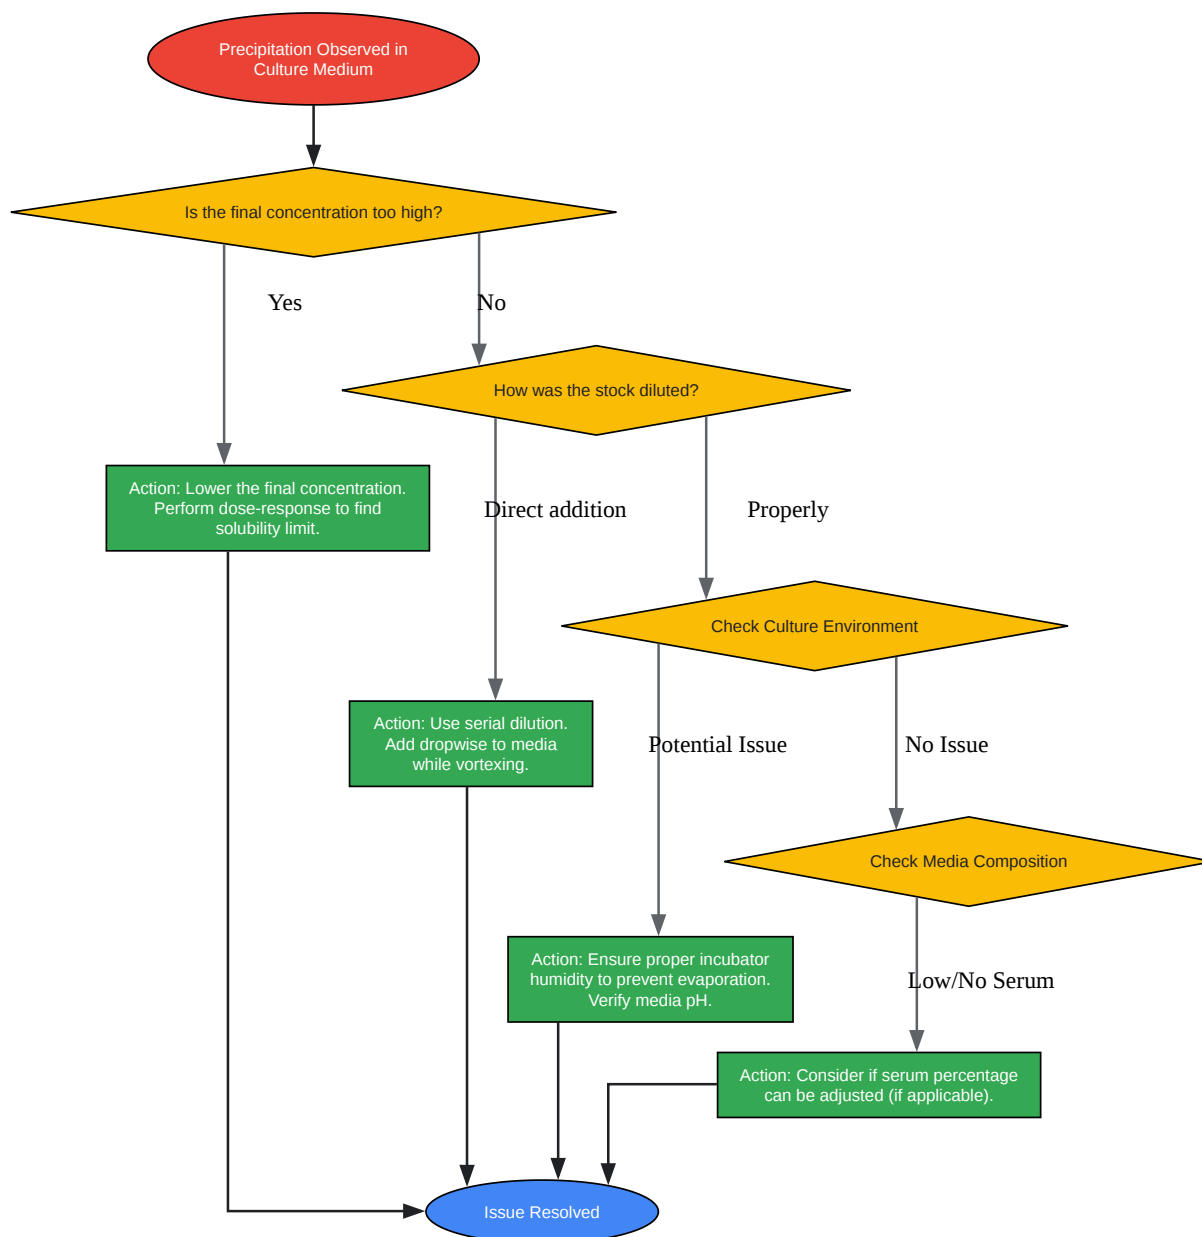 Precipitation Observed in
Culture Medium
Is the final concentration too high?
Yes
No
How was the stock diluted?
Action: Lower the final concentration.
Perform dose-response to find
solubility limit.
Direct addition
Properly
Check Culture Environment
Action: Use serial dilution.
Add dropwise to media
while vortexing.
Potential Issue
No Issue
Check Media Composition
Action: Ensure proper incubator
humidity to prevent evaporation.
Verify media pH.
Low/No Serum
Action: Consider if serum percentage
can be adjusted (if applicable).
Issue Resolved